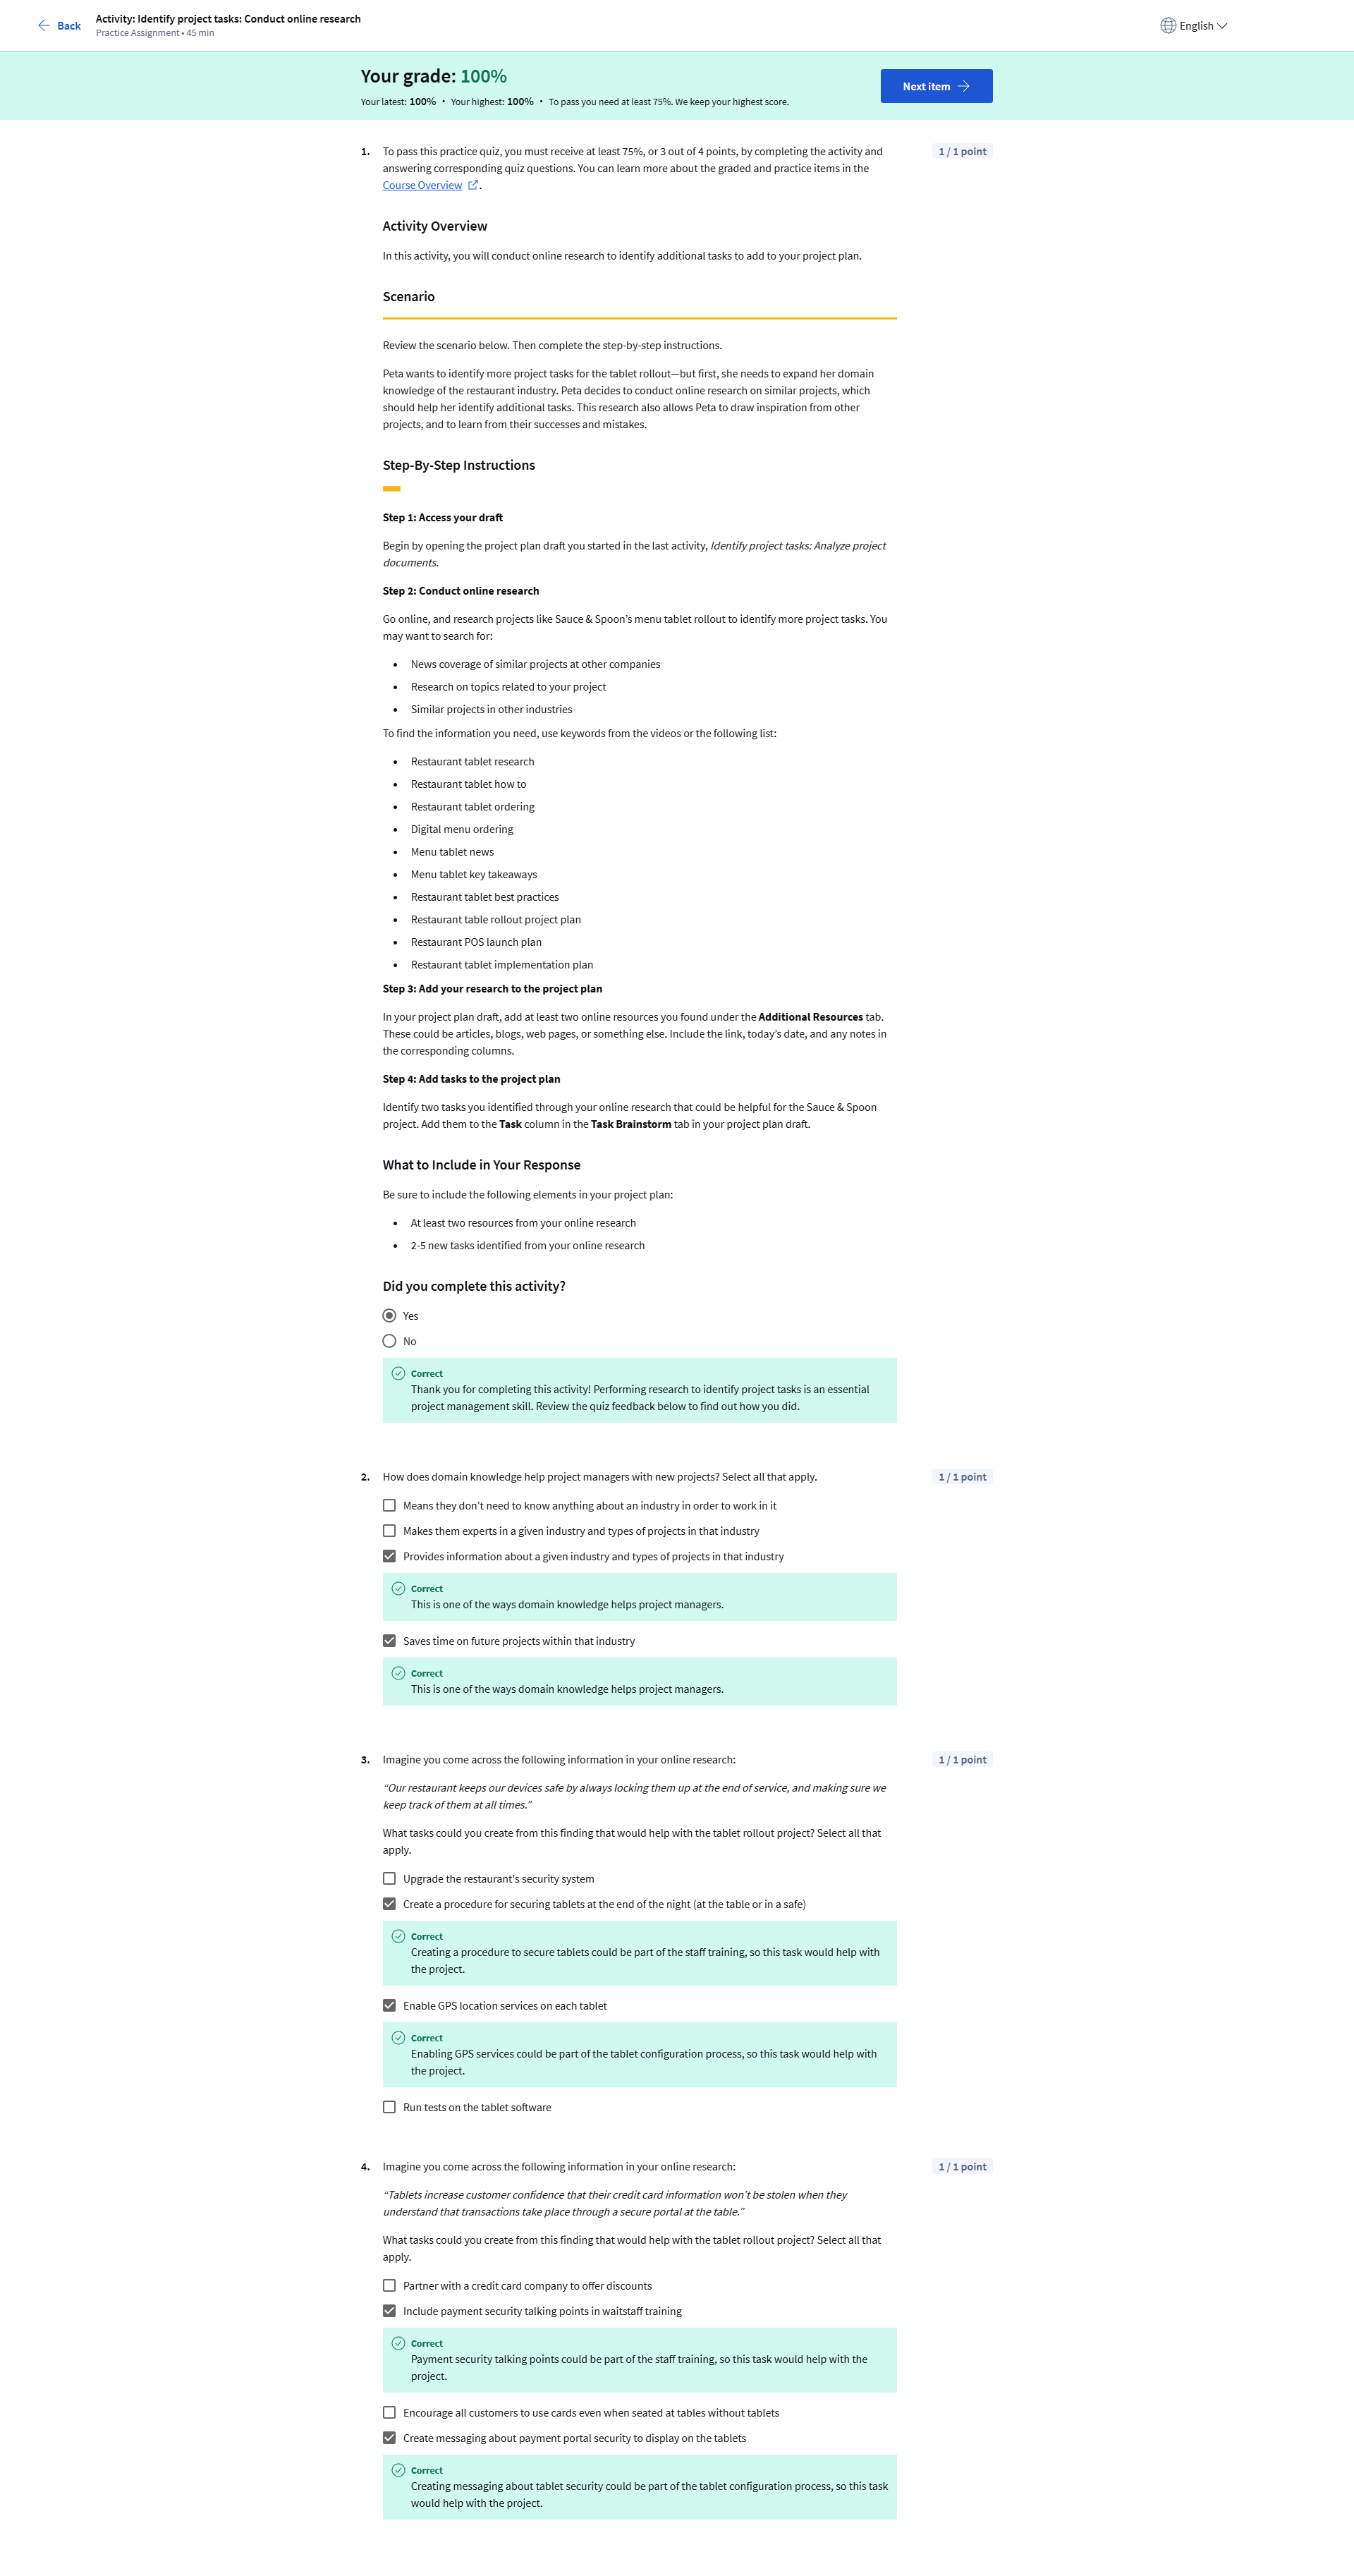 Back
Activity: Identify project tasks: Conduct online research
Practice Assignment • 45 min
English
Your grade: 100%
Your latest: 100% • Your highest: 100% • To pass you need at least 75%. We keep your highest score.
Next item
1. To pass this practice quiz, you must receive at least 75%, or 3 out of 4 points, by completing the activity and
1 / 1 point
answering corresponding quiz questions. You can learn more about the graded and practice items in the
Course Overview.
Activity Overview
In this activity, you will conduct online research to identify additional tasks to add to your project plan.
Scenario
Review the scenario below. Then complete the step-by-step instructions.
Peta wants to identify more project tasks for the tablet rollout—but first, she needs to expand her domain
knowledge of the restaurant industry. Peta decides to conduct online research on similar projects, which
should help her identify additional tasks. This research also allows Peta to draw inspiration from other
projects, and to learn from their successes and mistakes.
Step-By-Step Instructions
Step 1: Access your draft
Begin by opening the project plan draft you started in the last activity, Identify project tasks: Analyze project
documents.
Step 2: Conduct online research
Go online, and research projects like Sauce & Spoon’s menu tablet rollout to identify more project tasks. You
may want to search for:
• News coverage of similar projects at other companies
• Research on topics related to your project
• Similar projects in other industries
To find the information you need, use keywords from the videos or the following list:
• Restaurant tablet research
• Restaurant tablet how to
• Restaurant tablet ordering
• Digital menu ordering
• Menu tablet news
• Menu tablet key takeaways
• Restaurant tablet best practices
• Restaurant table rollout project plan
• Restaurant POS launch plan
• Restaurant tablet implementation plan
Step 3: Add your research to the project plan
In your project plan draft, add at least two online resources you found under the Additional Resources tab.
These could be articles, blogs, web pages, or something else. Include the link, today’s date, and any notes in
the corresponding columns.
Step 4: Add tasks to the project plan
Identify two tasks you identified through your online research that could be helpful for the Sauce & Spoon
project. Add them to the Task column in the Task Brainstorm tab in your project plan draft.
What to Include in Your Response
Be sure to include the following elements in your project plan:
• At least two resources from your online research
• 2-5 new tasks identified from your online research
Did you complete this activity?
Yes
No
Correct
Thank you for completing this activity! Performing research to identify project tasks is an essential
project management skill. Review the quiz feedback below to find out how you did.
2. How does domain knowledge help project managers with new projects? Select all that apply.
1 / 1 point
Means they don’t need to know anything about an industry in order to work in it
Makes them experts in a given industry and types of projects in that industry
Provides information about a given industry and types of projects in that industry
Correct
This is one of the ways domain knowledge helps project managers.
Saves time on future projects within that industry
Correct
This is one of the ways domain knowledge helps project managers.
3. Imagine you come across the following information in your online research:
1 / 1 point
“Our restaurant keeps our devices safe by always locking them up at the end of service, and making sure we
keep track of them at all times.”
What tasks could you create from this finding that would help with the tablet rollout project? Select all that
apply.
Upgrade the restaurant's security system
Create a procedure for securing tablets at the end of the night (at the table or in a safe)
Correct
Creating a procedure to secure tablets could be part of the staff training, so this task would help with
the project.
Enable GPS location services on each tablet
Correct
Enabling GPS services could be part of the tablet configuration process, so this task would help with
the project.
Run tests on the tablet software
4. Imagine you come across the following information in your online research:
1 / 1 point
“Tablets increase customer confidence that their credit card information won’t be stolen when they
understand that transactions take place through a secure portal at the table.”
What tasks could you create from this finding that would help with the tablet rollout project? Select all that
apply.
Partner with a credit card company to offer discounts
Include payment security talking points in waitstaff training
Correct
Payment security talking points could be part of the staff training, so this task would help with the
project.
Encourage all customers to use cards even when seated at tables without tablets
Create messaging about payment portal security to display on the tablets
Correct
Creating messaging about tablet security could be part of the tablet configuration process, so this task
would help with the project.